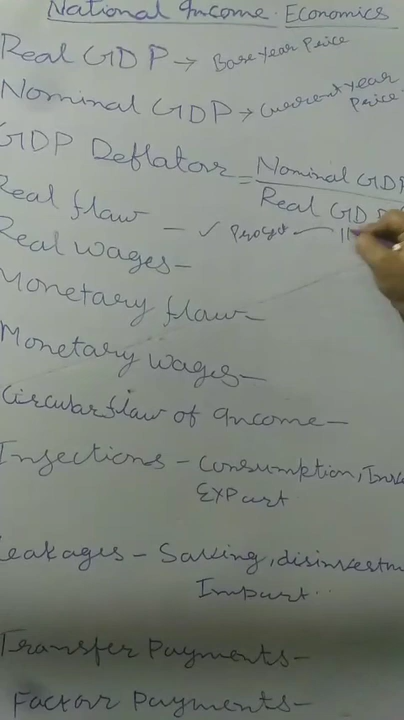 National Income. Economics
Real GDP → Base year Price
Nominal GDP → Current year
Price
GDP Deflator = Nominal GDP
Real GDP
Real flow
Real wages -
Monetary flow -
Monetary wages -
Circular flow of Income -
Injections - Consumption,
Export
Leakages - Saving, disinvestm
Import..
Transfer Payments -
Factor Payments -